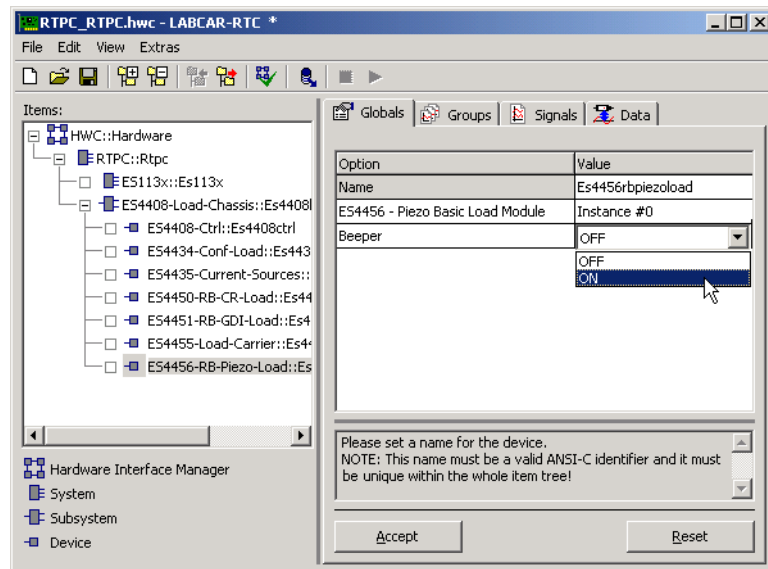 RTPC_RTPC.hwc - LABCAR-RTC *
File Edit View Extras
Items:
HWC::Hardware
RTPC::Rtpc
ES113x::Es113x
ES4408-Load-Chassis::Es4408l
ES4408-Ctrl::Es4408ctrl
ES4434-Conf-Load::Es443
ES4435-Current-Sources::
ES4450-RB-CR-Load::Es44
ES4451-RB-GDI-Load::Es4
ES4455-Load-Carrier::Es4
ES4456-RB-Piezo-Load::Es
Hardware Interface Manager
System
Subsystem
Device
Globals Groups Signals Data
Option Value
Name Es4456rbpiezoload
ES4456 - Piezo Basic Load Module Instance #0
Beeper OFF
OFF
ON
Please set a name for the device.
NOTE: This name must be a valid ANSI-C identifier and it must
be unique within the whole item tree!
Accept Reset